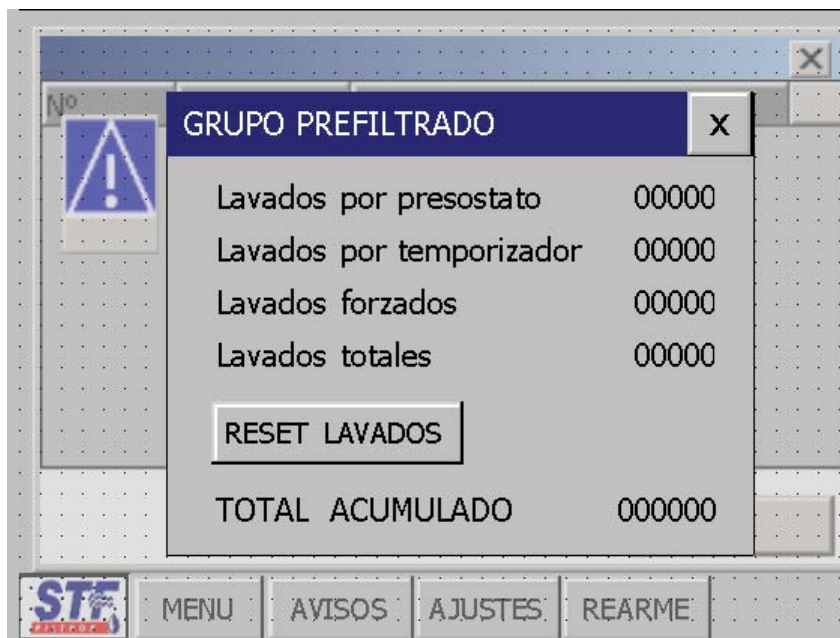 Nº
GRUPO PREFILTRADO X
Lavados por presostato 00000
Lavados por temporizador 00000
Lavados forzados 00000
Lavados totales 00000
RESET LAVADOS
TOTAL ACUMULADO 000000
STF
FILTROS
MENU AVISOS AJUSTES REARME